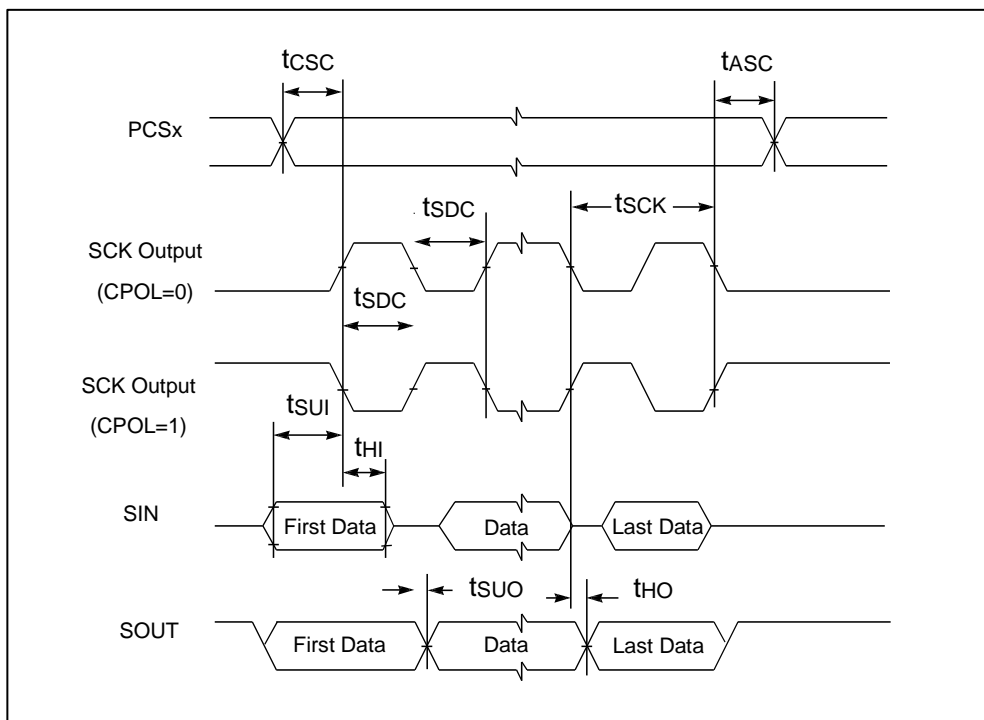 tCSC
tASC
PCSx
tSDC
tSCK
SCK Output
(CPOL=0)
tSDC
SCK Output
(CPOL=1)
tSUI
tHI
SIN
First Data
Data
Last Data
tSUO
tHO
SOUT
First Data
Data
Last Data